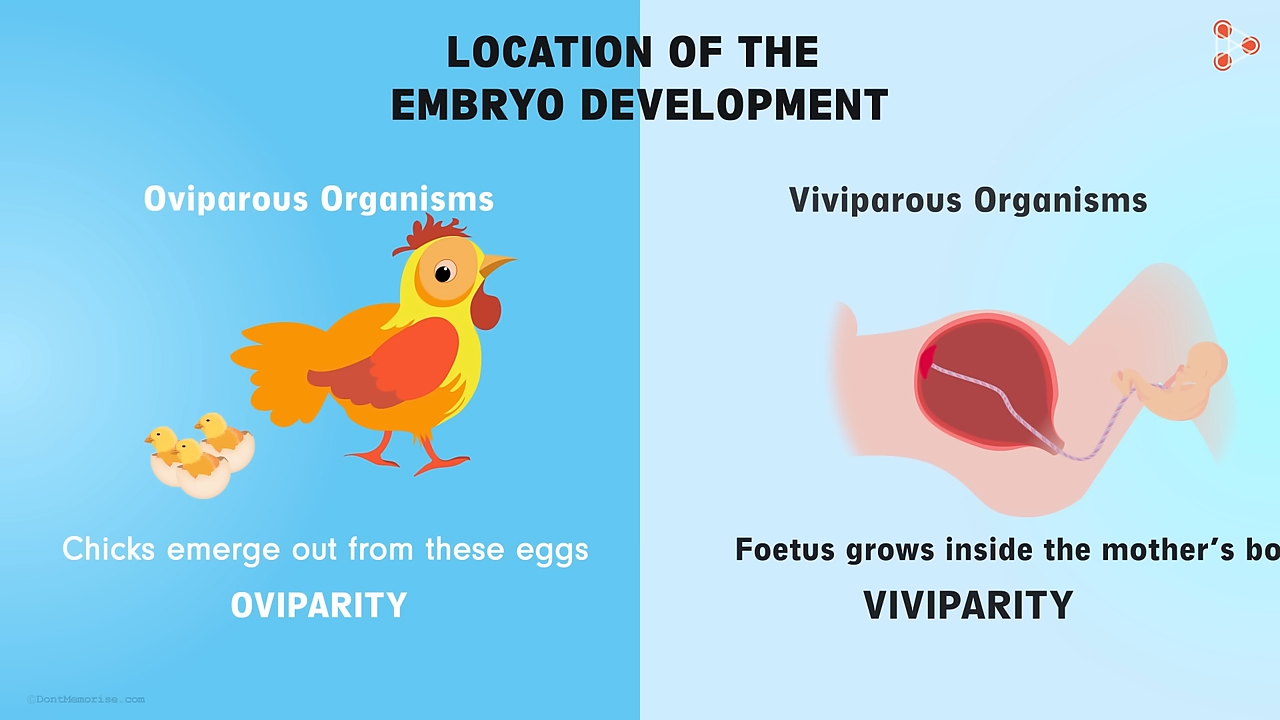 LOCATION OF THE
EMBRYO DEVELOPMENT
Oviparous Organisms
Viviparous Organisms
Chicks emerge out from these eggs
Foetus grows inside the mother's bo
OVIPARITY
VIVIPARITY
©DontMemorise.com